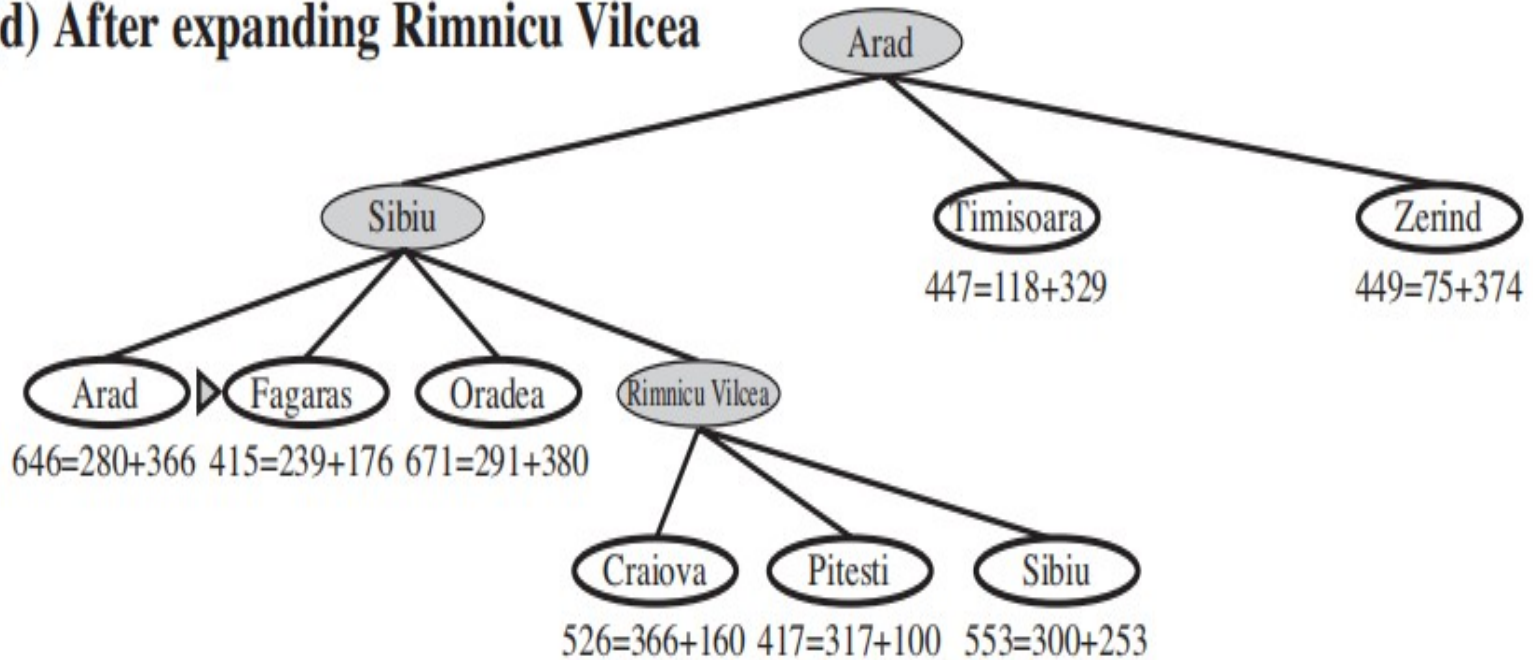 d) After expanding Rimnicu Vilcea
Arad
Sibiu
Timisoara
Zerind
447=118+329
449=75+374
Arad
Fagaras
Oradea
Rimnicu Vilcea
646=280+366
415=239+176
671=291+380
Craiova
Pitesti
Sibiu
526=366+160
417=317+100
553=300+253